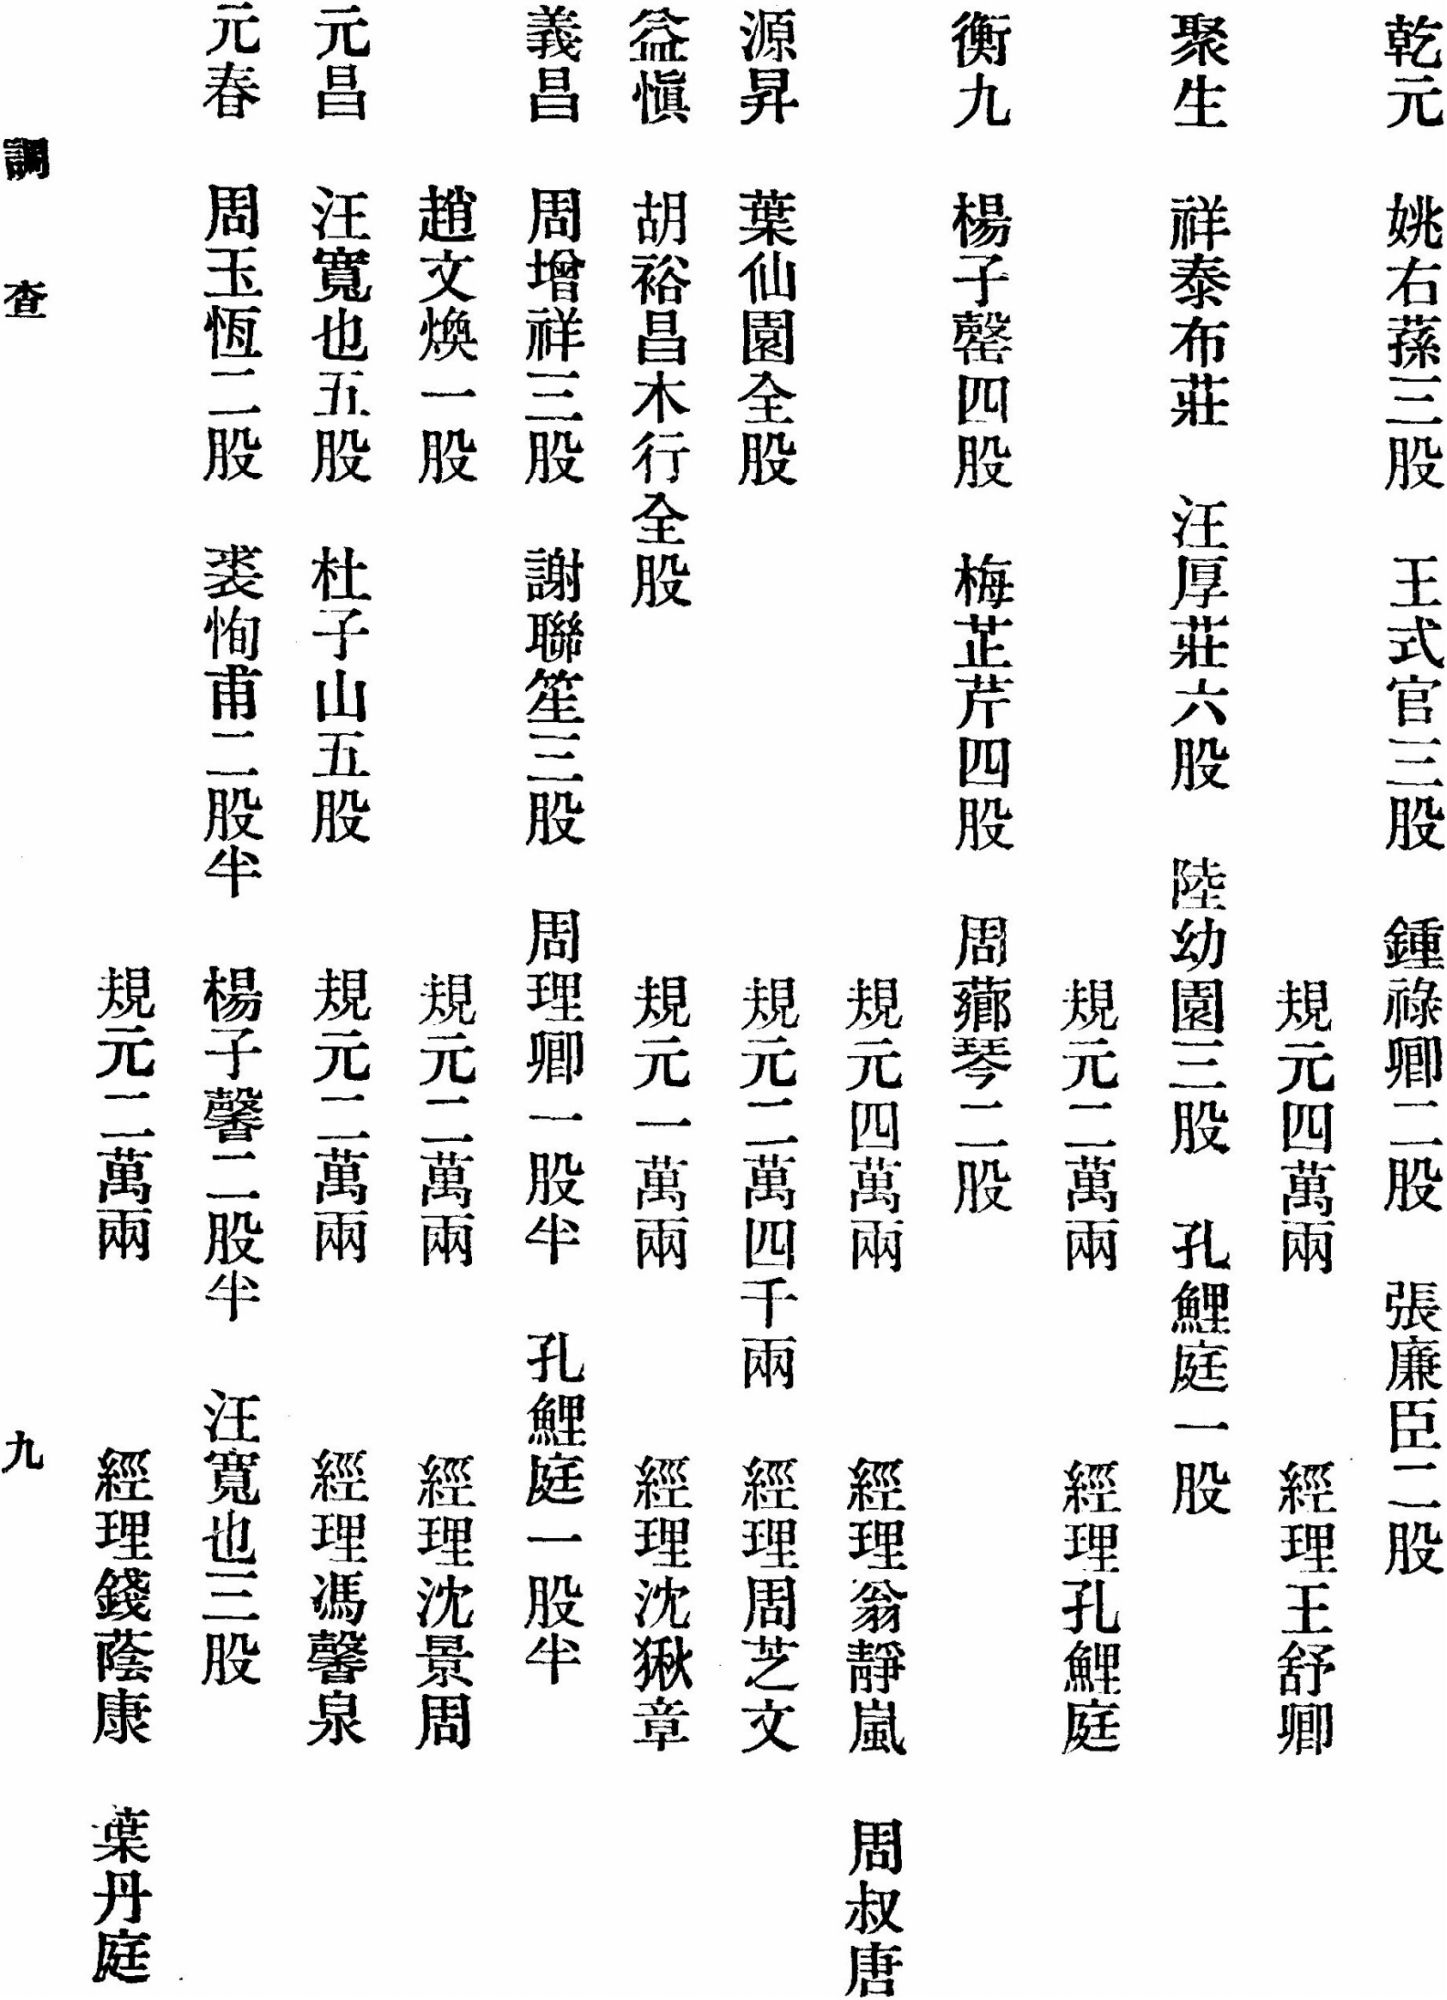 乾元 姚右蓀三股 王式官三股 鍾祿卿二股 張廉臣二股
規元四萬兩 經理王舒卿
聚生 祥泰布莊 汪厚莊六股 陸幼園三股 孔鯉庭一股
規元二萬兩 經理孔鯉庭
衡九 楊子罄四股 梅芷芹四股 周薌琴二股
規元四萬兩 經理翁靜嵐 周叔唐
源昇 葉仙園全股 規元二萬四千兩 經理周芝文
益愼 胡裕昌木行全股 規元一萬兩 經理沈楸章
義昌 周增祥三股 謝聯笙三股 周理卿一股半 孔鯉庭一股半
趙文煥一股 規元二萬兩 經理沈景周
元昌 汪寬也五股 杜子山五股 規元二萬兩 經理馮馨泉
元春 周玉恆二股 裘恂甫二股半 楊子馨二股半 汪寬也三股
規元二萬兩 經理錢蔭康 葉丹庭
調查 九